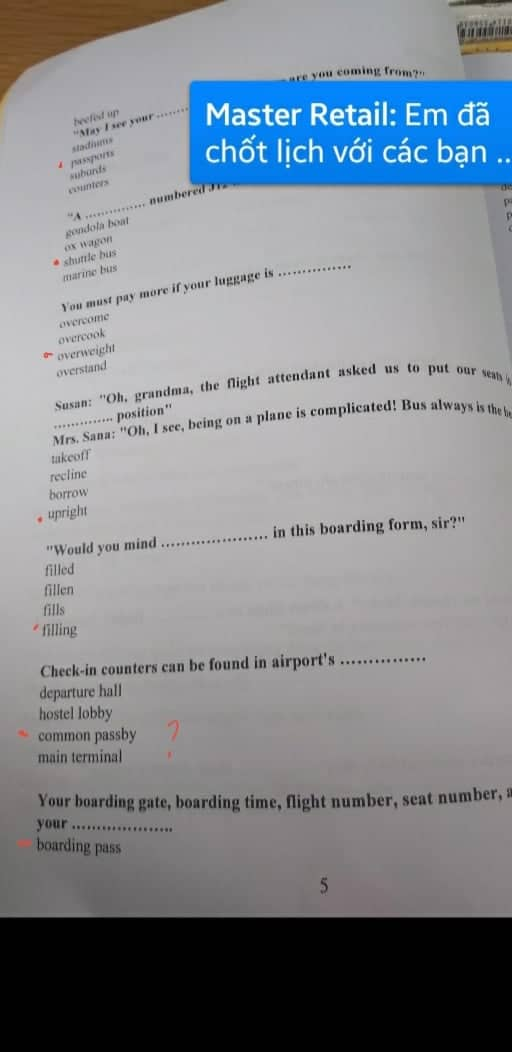 are you coming from?"
Master Retail: Em đã
chốt lịch với các bạn ..
beefed up
"May I see your ........
stadiums
passports
suburds
counters
"A .............. numbered J12
gondola boat
ox wagon
shuttle bus
marine bus
You must pay more if your luggage is ...............
overcome
overcook
overweight
overstand
Susan: "Oh, grandma, the flight attendant asked us to put our seats
............. position"
Mrs. Sana: "Oh, I see, being on a plane is complicated! Bus always is the
takeoff
recline
borrow
upright
"Would you mind .................... in this boarding form, sir?"
filled
fillen
fills
filling
Check-in counters can be found in airport's ...............
departure hall
hostel lobby
common passby ?
main terminal
Your boarding gate, boarding time, flight number, seat number,
your ....................
boarding pass
5